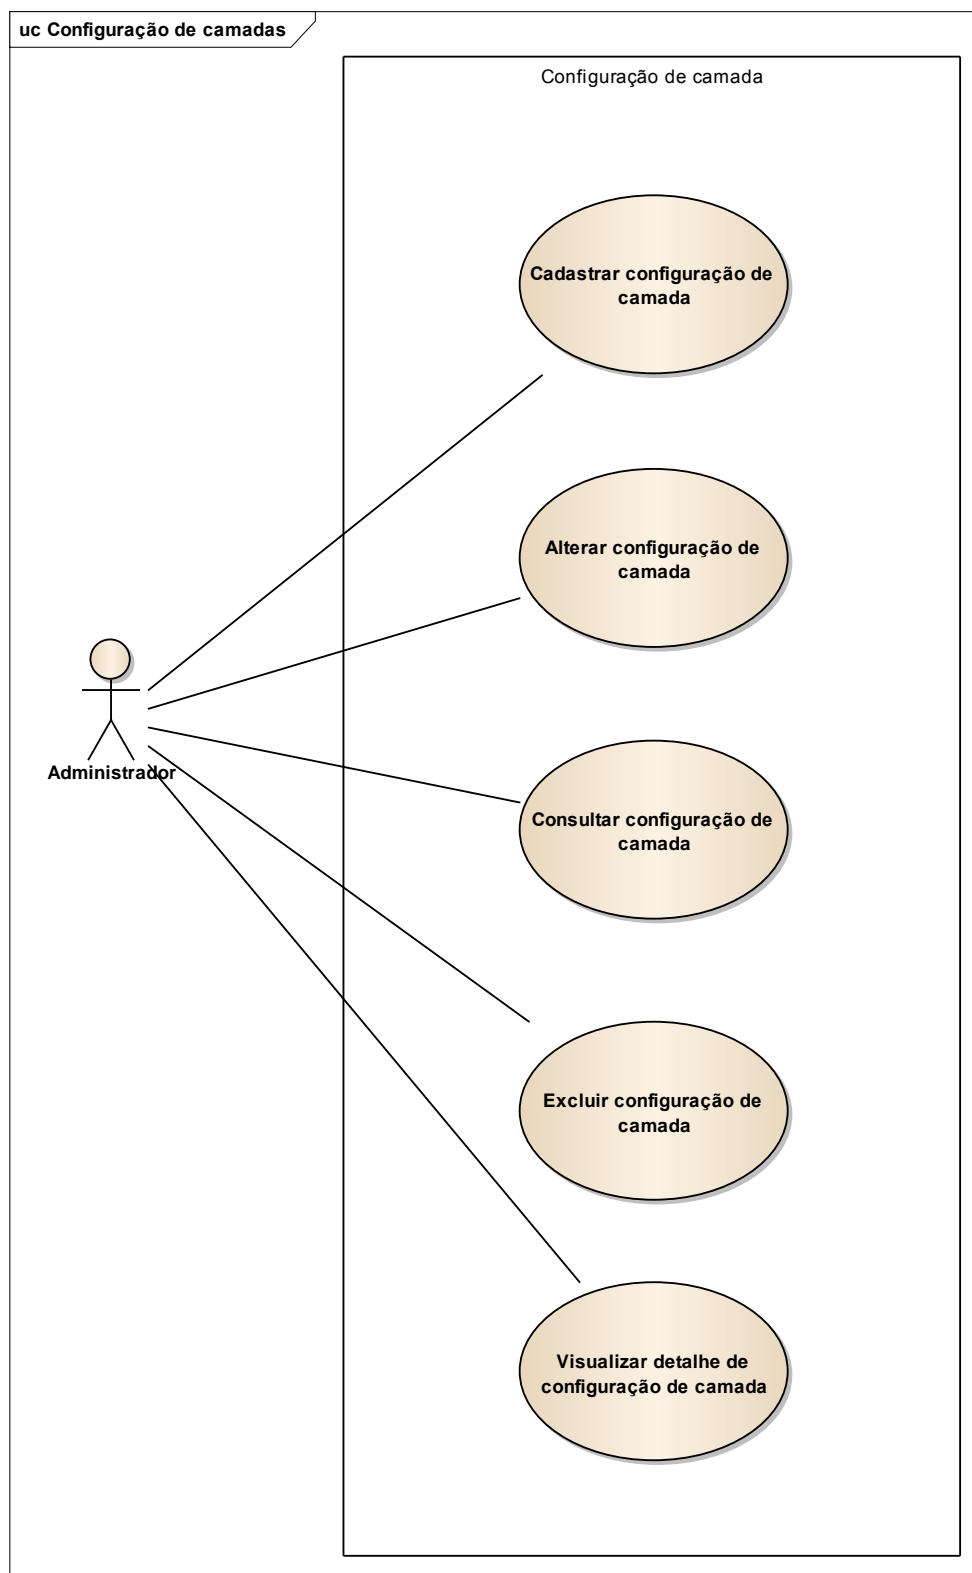 uc Configuração de camadas
Configuração de camada
Cadastrar configuração de
camada
Alterar configuração de
camada
Administrador
Consultar configuração de
camada
Excluir configuração de
camada
Visualizar detalhe de
configuração de camada